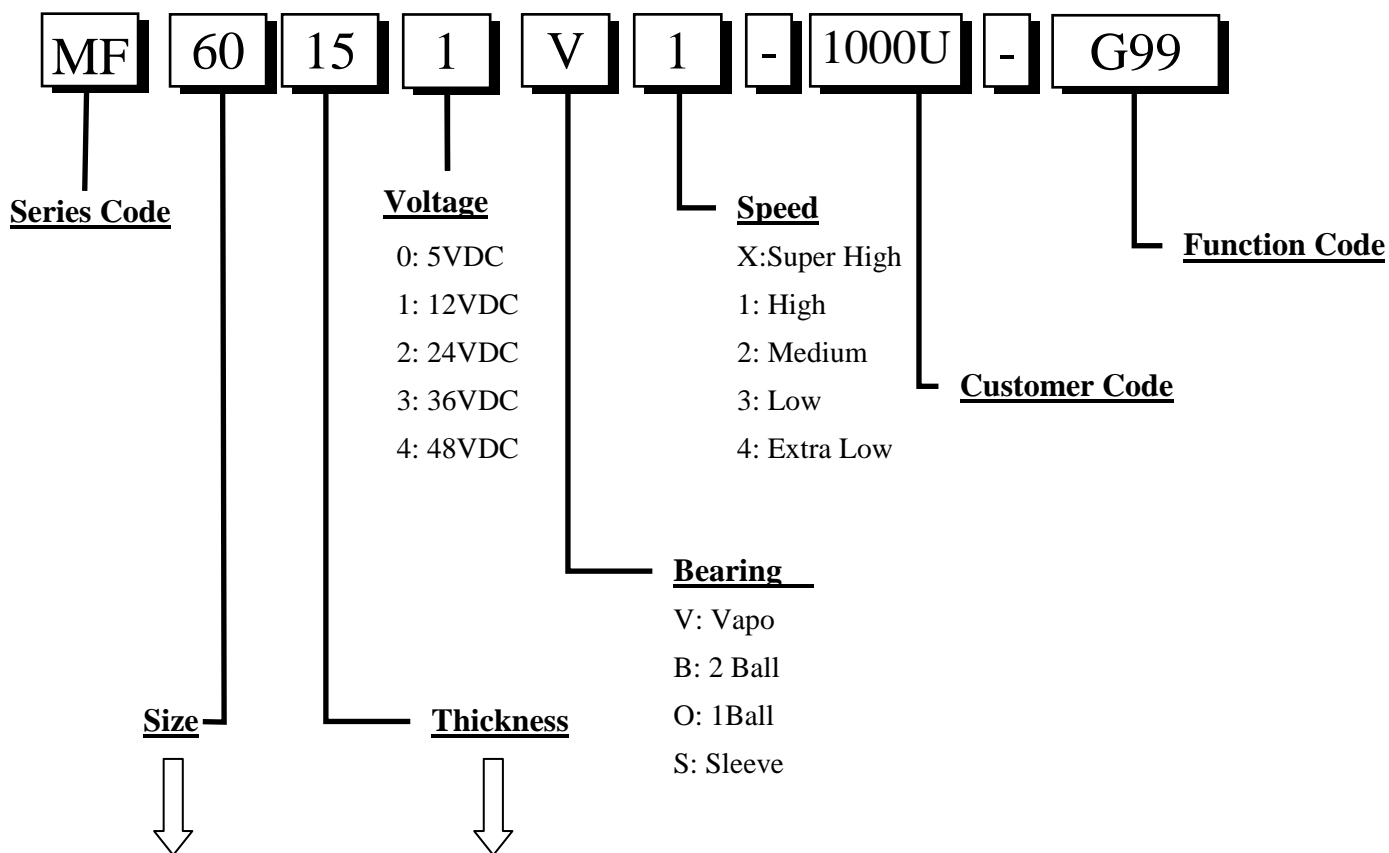 MF 60 15 1 V 1 - 1000U - G99
Series Code
Voltage
0: 5VDC
1: 12VDC
2: 24VDC
3: 36VDC
4: 48VDC
Speed
X:Super High
1: High
2: Medium
3: Low
4: Extra Low
Function Code
Customer Code
Bearing
V: Vapo
B: 2 Ball
O: 1Ball
S: Sleeve
Size
Thickness